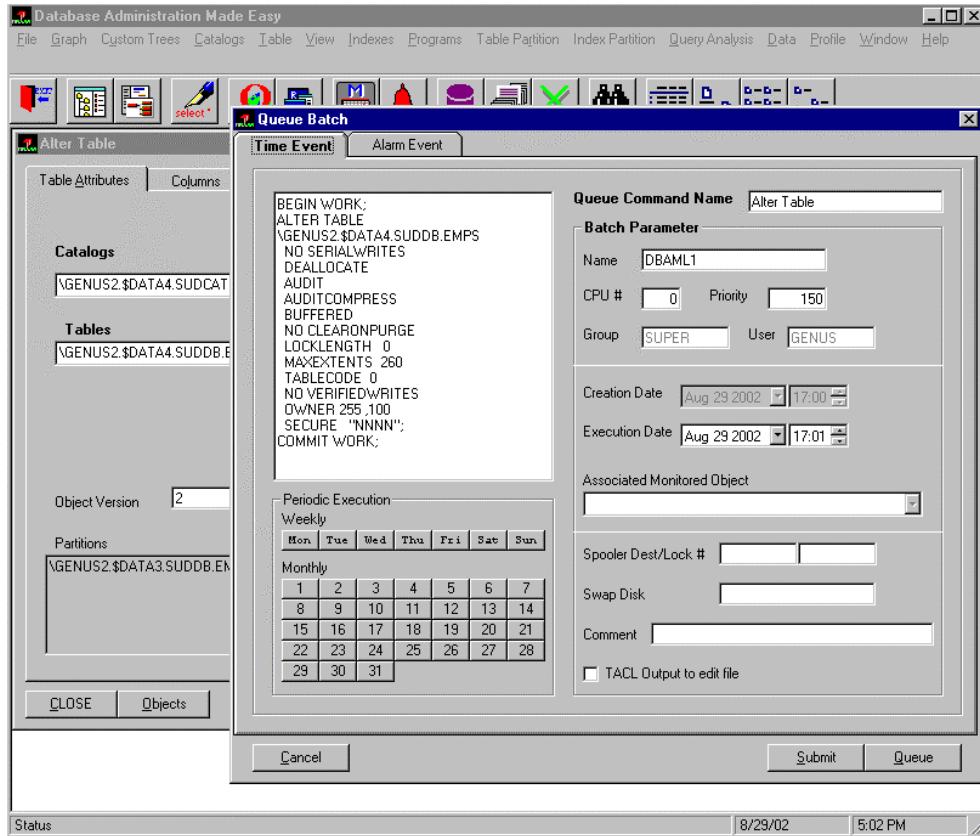 Database Administration Made Easy
File Graph Custom Trees Catalogs Table View Indexes Programs Table Partition Index Partition Query Analysis Data Profile Window Help
EXIT
select *
M
Queue Batch
Time Event Alarm Event
Alter Table
Table Attributes Columns
Catalogs
\GENUS2.$DATA4.SUDCAT
Tables
\GENUS2.$DATA4.SUDDB.E
Object Version 2
Partitions
\GENUS2.$DATA3.SUDDB.EM
CLOSE Objects
BEGIN WORK;
ALTER TABLE
\GENUS2.$DATA4.SUDDB.EMPS
NO SERIALWRITES
DEALLOCATE
AUDIT
AUDITCOMPRESS
BUFFERED
NO CLEARONPURGE
LOCKLENGTH 0
MAXEXTENTS 260
TABLECODE 0
NO VERIFIEDWRITES
OWNER 255 ,100
SECURE "NNNN";
COMMIT WORK;
Periodic Execution
Weekly
Mon Tue Wed Thu Fri Sat Sun
Monthly
1 2 3 4 5 6 7
8 9 10 11 12 13 14
15 16 17 18 19 20 21
22 23 24 25 26 27 28
29 30 31
Queue Command Name Alter Table
Batch Parameter
Name DBAML1
CPU # 0 Priority 150
Group SUPER User GENUS
Creation Date Aug 29 2002 17:00
Execution Date Aug 29 2002 17:01
Associated Monitored Object
Spooler Dest/Lock #
Swap Disk
Comment
TACL Output to edit file
Cancel Submit Queue
Status 8/29/02 5:02 PM